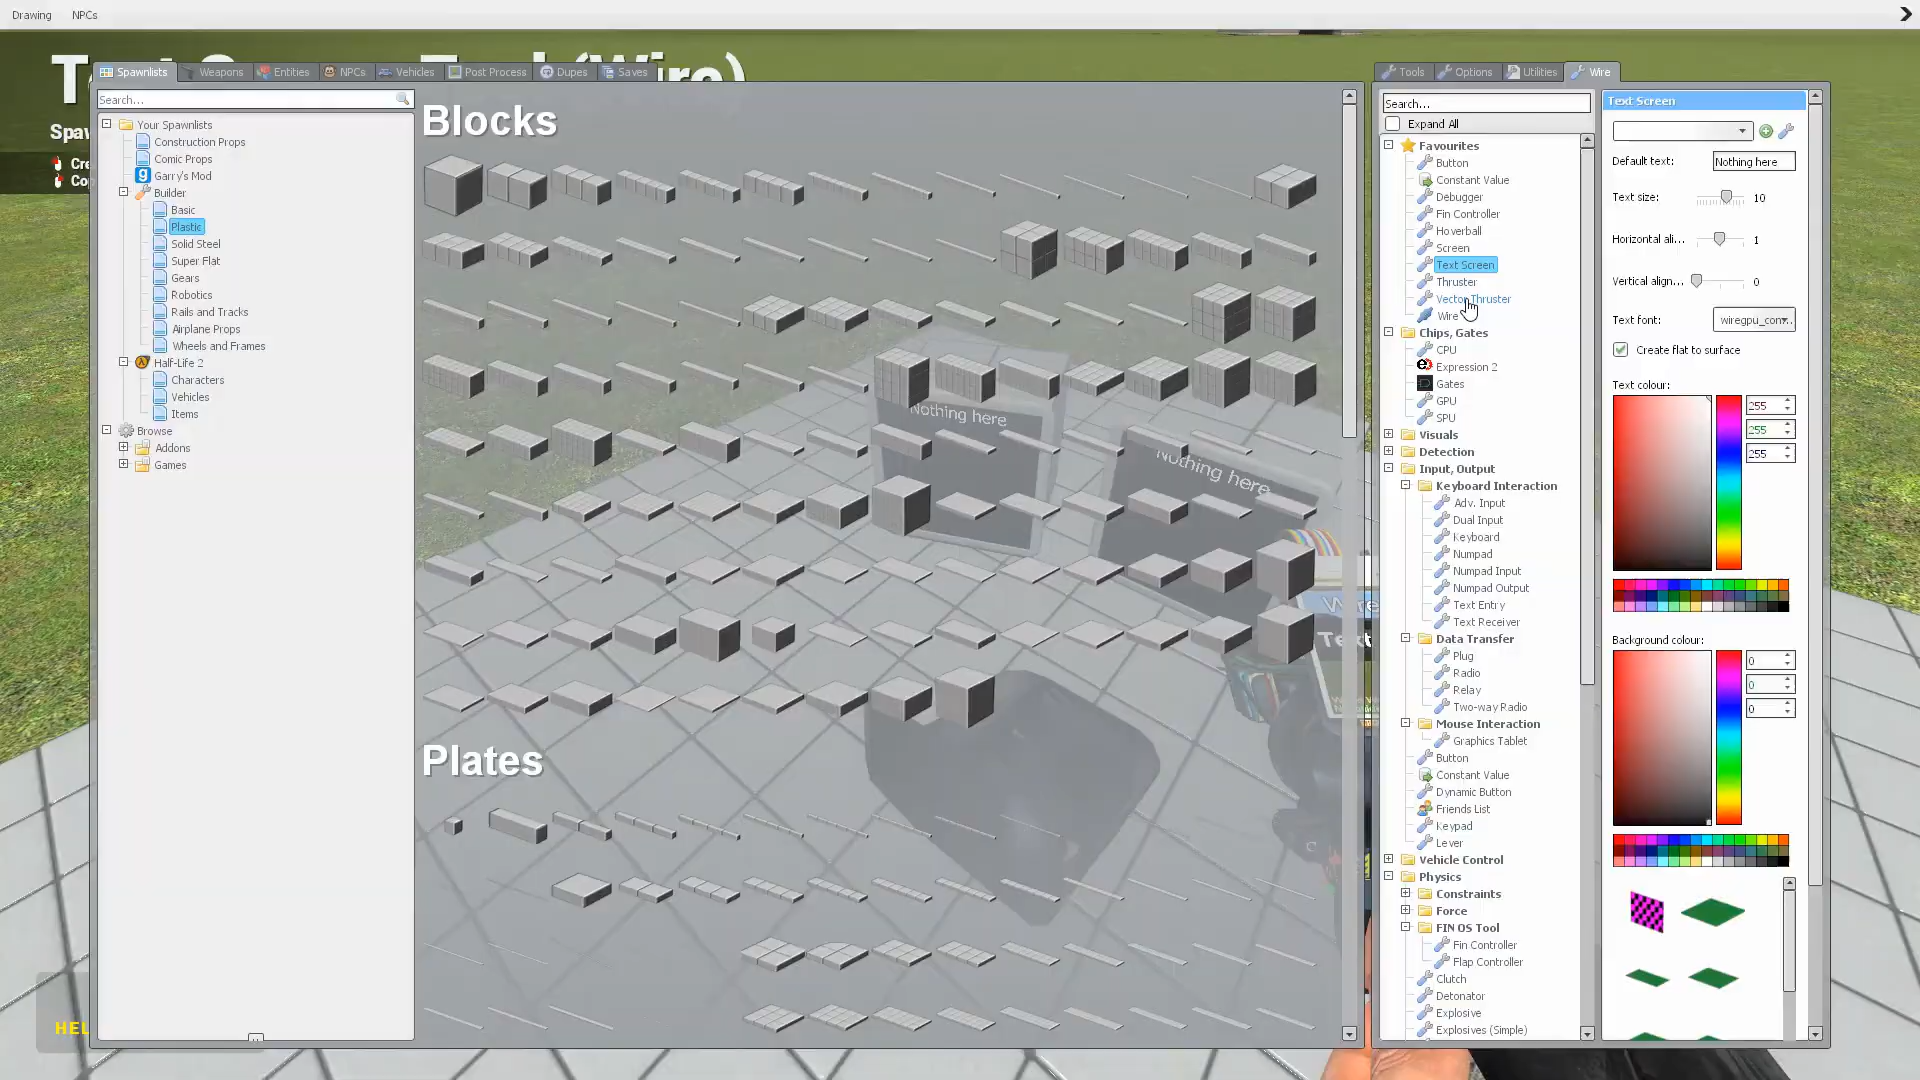 Drawing NPCs
Spawnlists Weapons Entities NPCs Vehicles Post Process Dupes Saves
Tools Options Utilities Wire
Search...
Your Spawnlists
Construction Props
Comic Props
Garry's Mod
Builder
Basic
Plastic
Solid Steel
Super Flat
Gears
Robotics
Rails and Tracks
Airplane Props
Wheels and Frames
Half-Life 2
Characters
Vehicles
Items
Browse
Addons
Games
HEL
Blocks
Nothing here
Nothing here
Plates
Search...
Expand All
Favourites
Button
Constant Value
Debugger
Fin Controller
Hoverball
Screen
Text Screen
Thruster
Vector Thruster
Wire
Chips, Gates
CPU
Expression 2
Gates
GPU
SPU
Visuals
Detection
Input, Output
Keyboard Interaction
Adv. Input
Dual Input
Keyboard
Numpad
Numpad Input
Numpad Output
Text Entry
Text Receiver
Data Transfer
Plug
Radio
Relay
Two-way Radio
Mouse Interaction
Graphics Tablet
Button
Constant Value
Dynamic Button
Friends List
Keypad
Lever
Vehicle Control
Physics
Constraints
Force
FIN OS Tool
Fin Controller
Flap Controller
Clutch
Detonator
Explosive
Explosives (Simple)
Text Screen
Default text: Nothing here
Text size: 10
Horizontal ali... 1
Vertical align... 0
Text font: wiregpu_con...
Create flat to surface
Text colour:
255
255
255
Background colour:
0
0
0